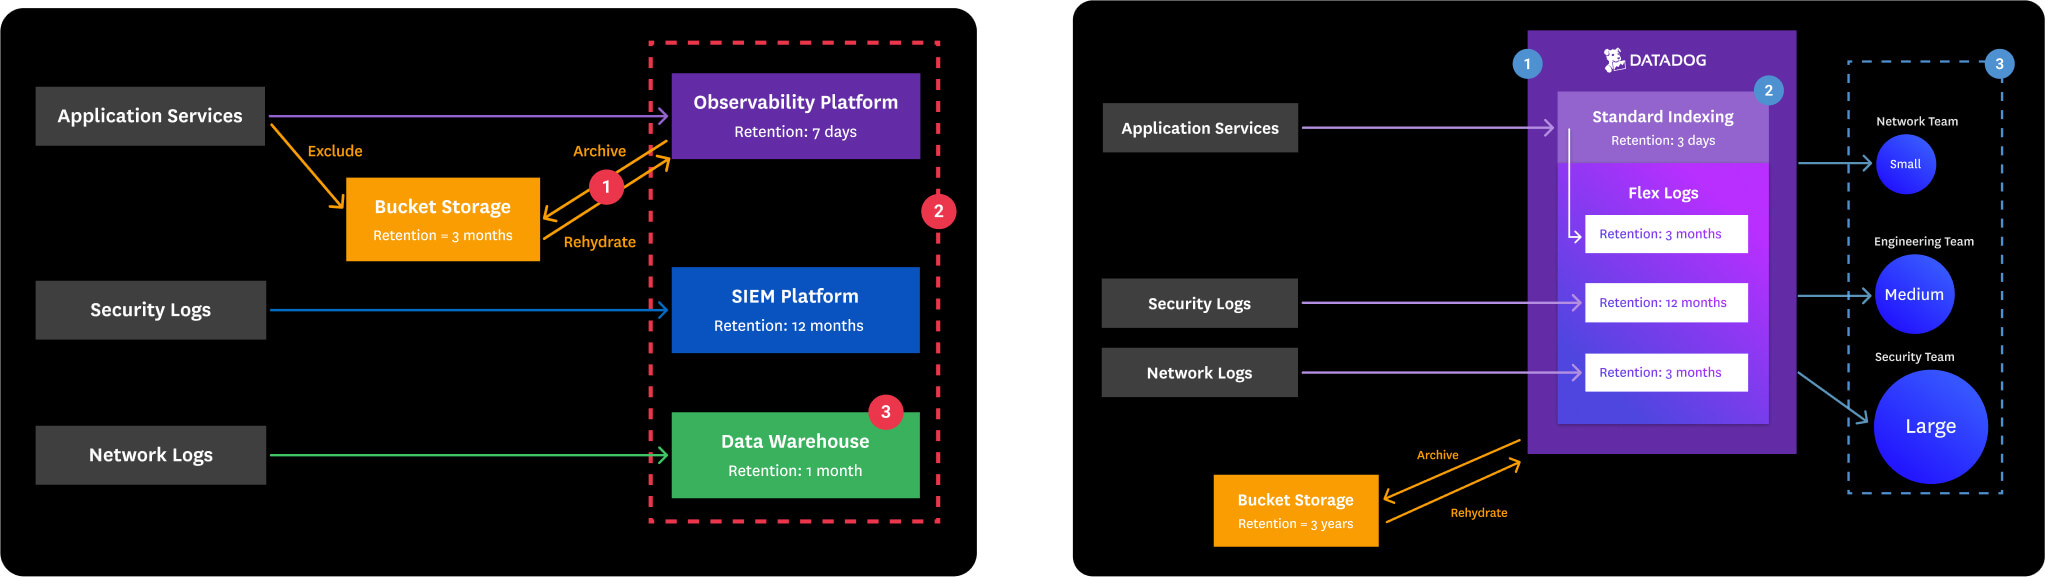 Application Services
Exclude
Archive
1
Bucket Storage
Retention = 3 months
Rehydrate
Observability Platform
Retention: 7 days
2
Security Logs
SIEM Platform
Retention: 12 months
3
Network Logs
Data Warehouse
Retention: 1 month
1
DATADOG
2
3
Application Services
Standard Indexing
Retention: 3 days
Flex Logs
Retention: 3 months
Security Logs
Retention: 12 months
Network Logs
Retention: 3 months
Network Team
Small
Engineering Team
Medium
Security Team
Large
Archive
Bucket Storage
Retention = 3 years
Rehydrate